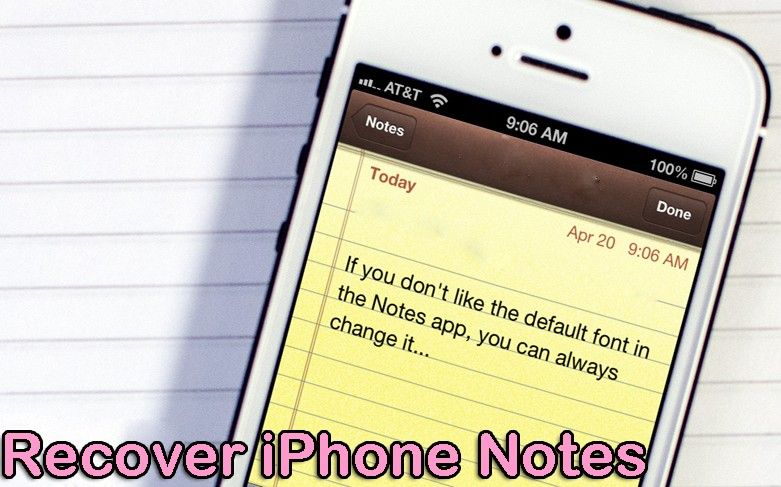 AT&T
9:06 AM
100%
Notes
Done
Today
Apr 20 9:06 AM
If you don't like the default font in
the Notes app, you can always
change it...
Recover iPhone Notes